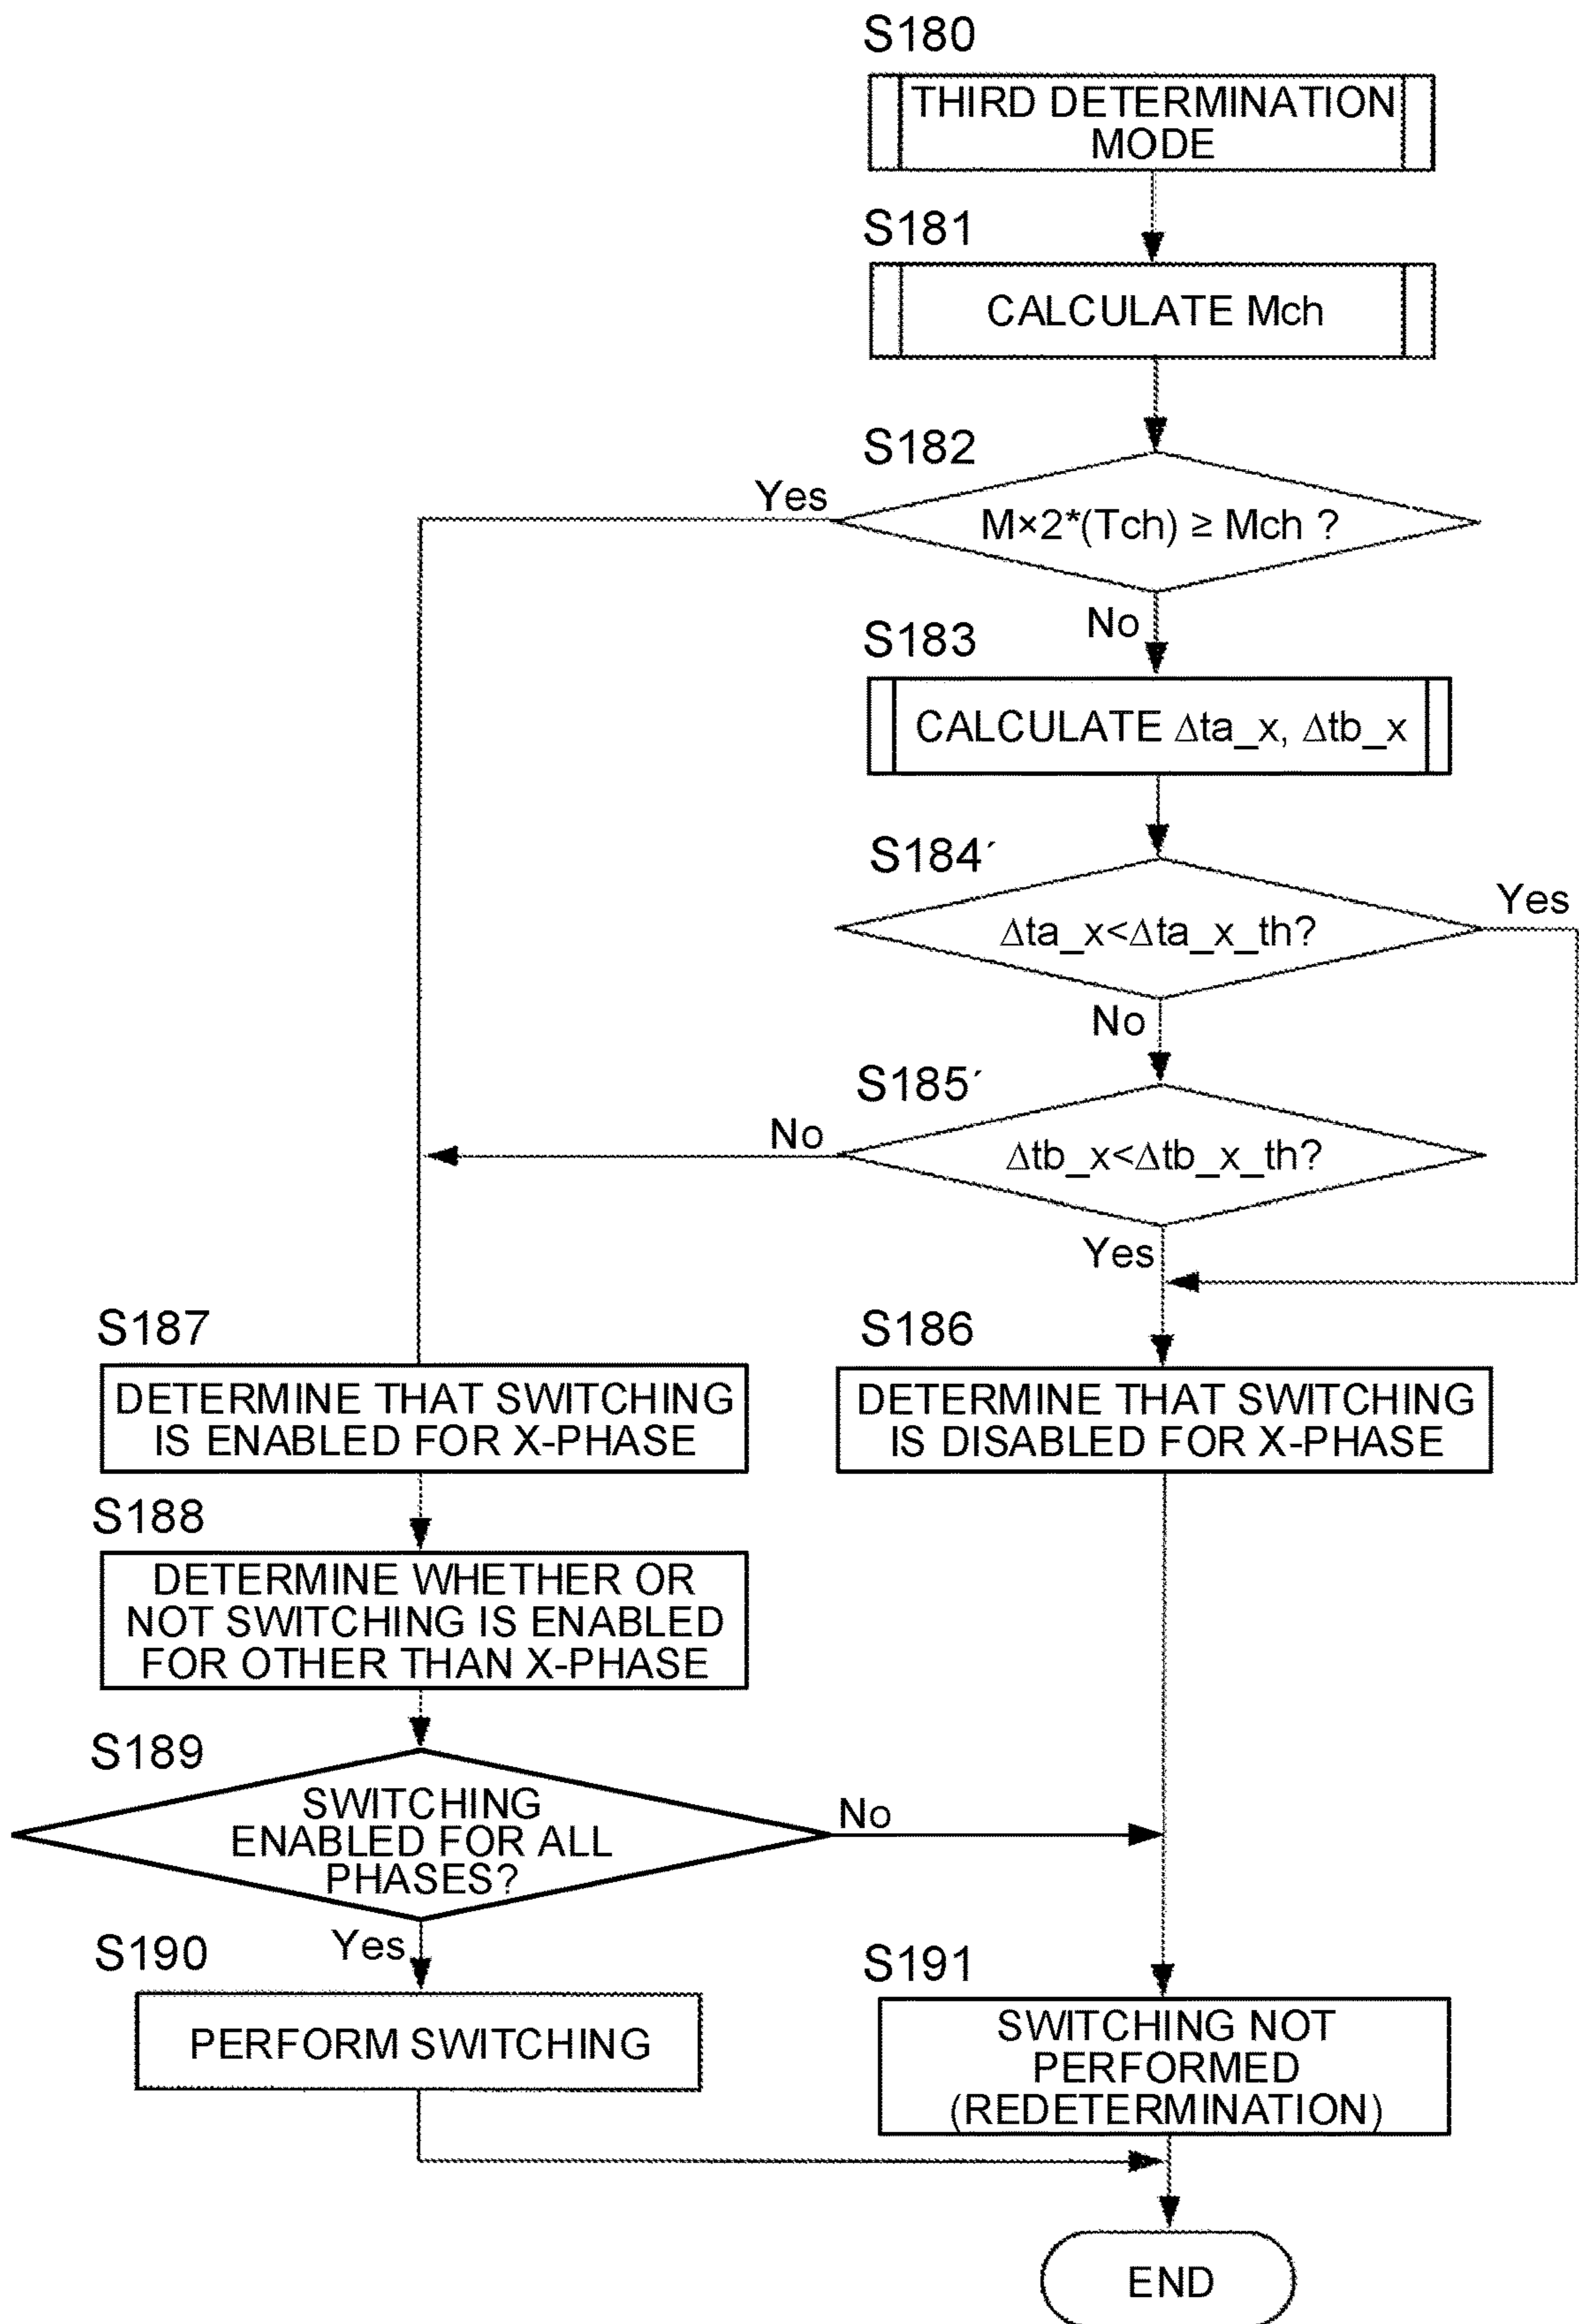 S180
THIRD DETERMINATION
MODE
S181
CALCULATE Mch
S182
Yes
M×2*(Tch) ≥ Mch ?
No
S183
CALCULATE Δta_x, Δtb_x
S184´
Yes
Δta_x<Δta_x_th?
No
S185´
No
Δtb_x<Δtb_x_th?
Yes
S187
DETERMINE THAT SWITCHING
IS ENABLED FOR X-PHASE
S186
DETERMINE THAT SWITCHING
IS DISABLED FOR X-PHASE
S188
DETERMINE WHETHER OR
NOT SWITCHING IS ENABLED
FOR OTHER THAN X-PHASE
S189
SWITCHING
ENABLED FOR ALL
PHASES?
No
Yes
S190
PERFORM SWITCHING
S191
SWITCHING NOT
PERFORMED
(REDETERMINATION)
END